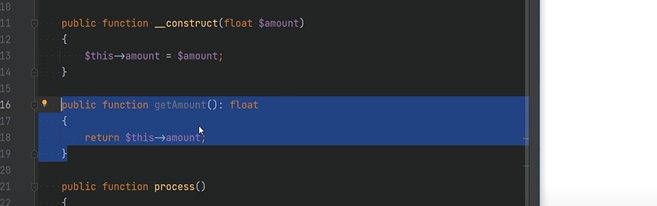 10
11 public function __construct(float $amount)
12 {
13 $this->amount = $amount;
14 }
15
16 public function getAmount(): float
17 {
18 return $this->amount;
19 }
20
21 public function process()
22 {